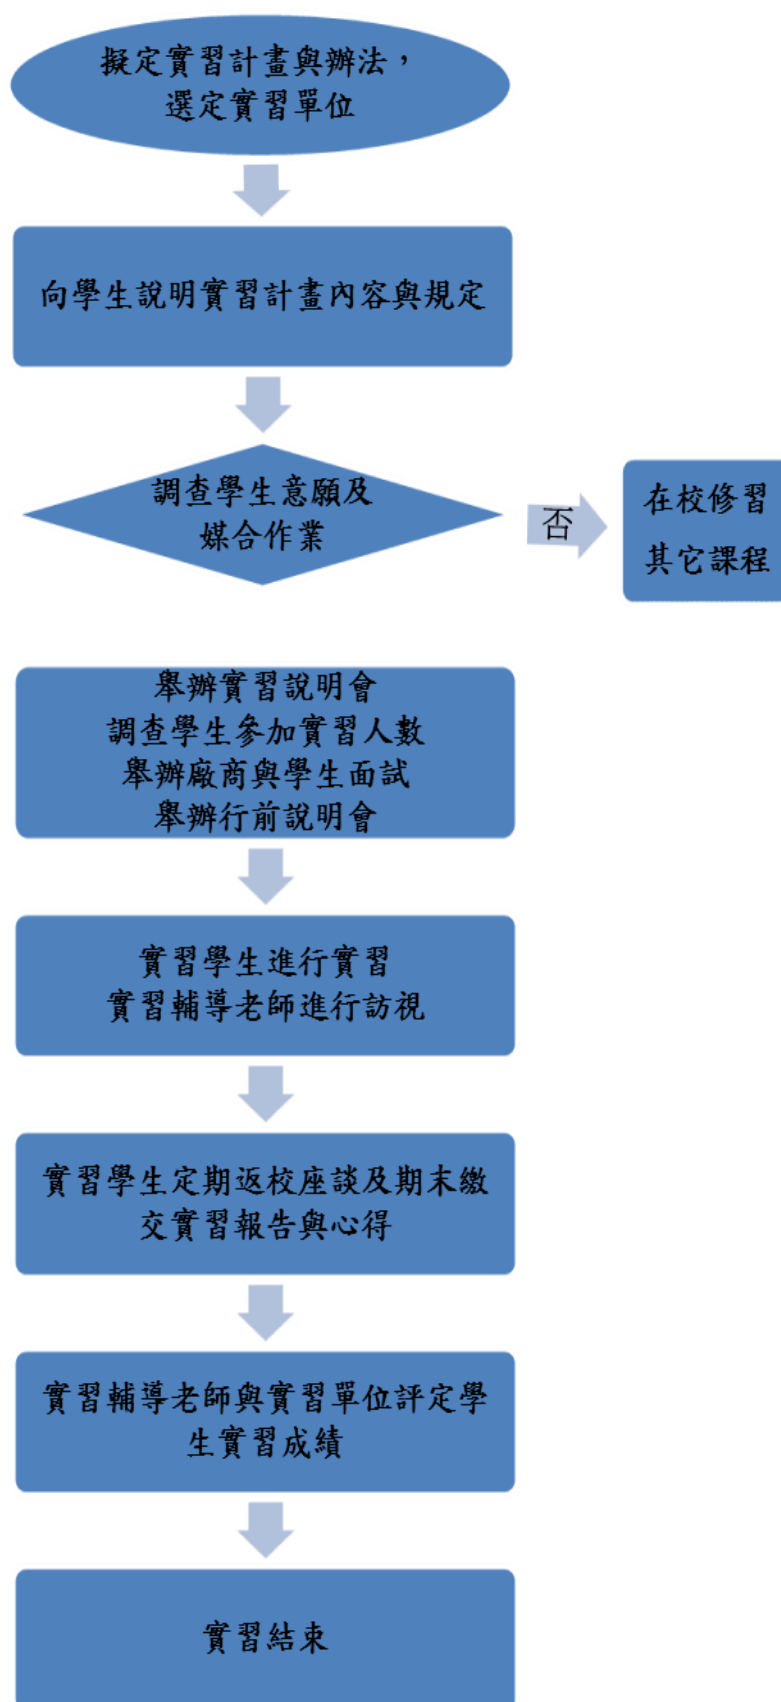 擬定實習計畫與辦法，
選定實習單位
向學生說明實習計畫內容與規定
調查學生意願及
媒合作業
否
在校修習
其它課程
舉辦實習說明會
調查學生參加實習人數
舉辦廠商與學生面試
舉辦行前說明會
實習學生進行實習
實習輔導老師進行訪視
實習學生定期返校座談及期末繳
交實習報告與心得
實習輔導老師與實習單位評定學
生實習成績
實習結束